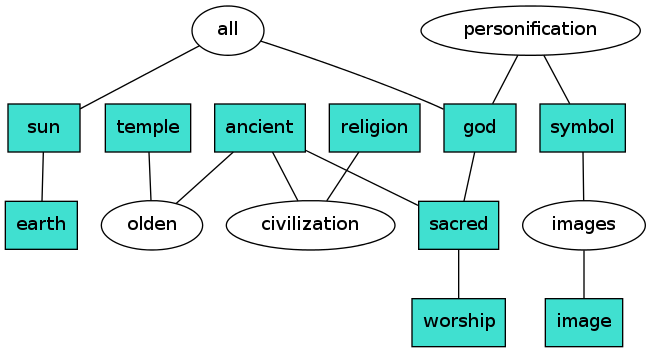 all
personification
sun
temple
ancient
religion
god
symbol
earth
olden
civilization
sacred
images
worship
image